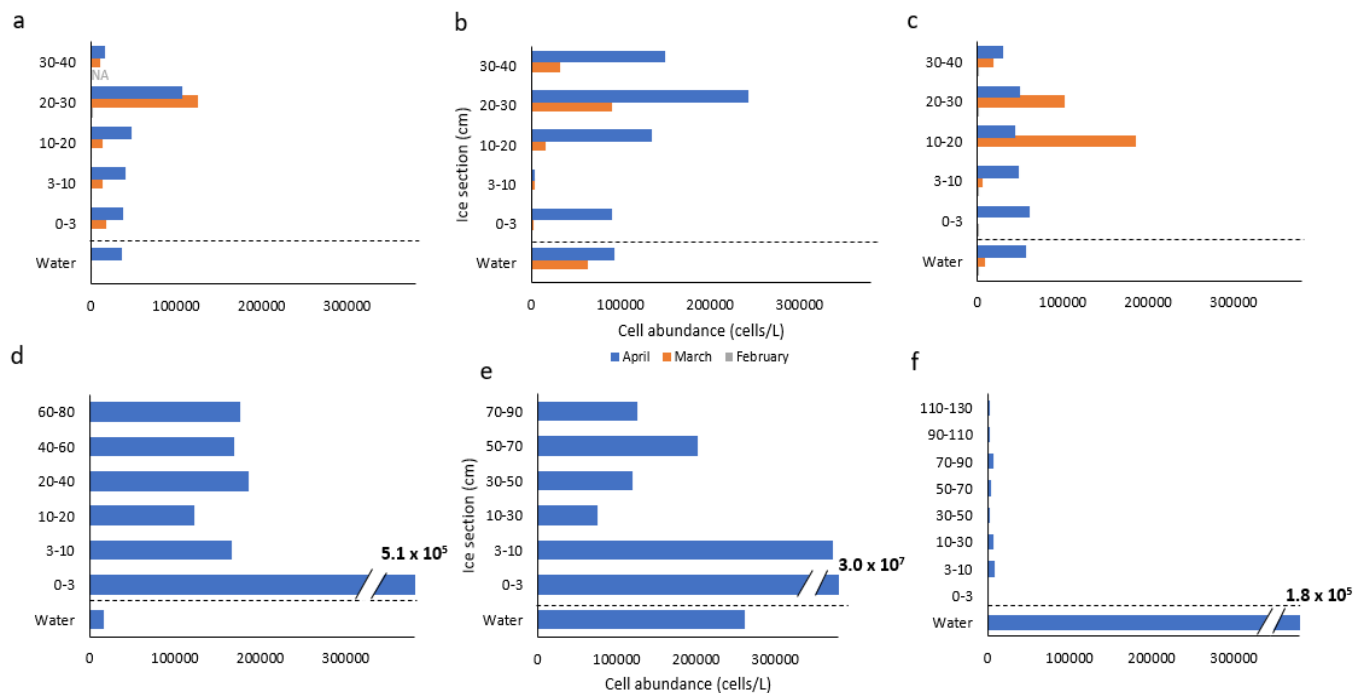 a
30-40
NA
20-30
10-20
3-10
0-3
Water
0
100000
200000
300000
b
Ice section (cm)
30-40
20-30
10-20
3-10
0-3
Water
0
100000
200000
300000
Cell abundance (cells/L)
April
March
February
c
30-40
20-30
10-20
3-10
0-3
Water
0
100000
200000
300000
d
60-80
40-60
20-40
10-20
3-10
0-3
Water
5.1 x 10⁵
0
100000
200000
300000
e
Ice section (cm)
70-90
50-70
30-50
10-30
3-10
0-3
Water
3.0 x 10⁷
0
100000
200000
300000
Cell abundance (cells/L)
f
110-130
90-110
70-90
50-70
30-50
10-30
3-10
0-3
Water
1.8 x 10⁵
0
100000
200000
300000